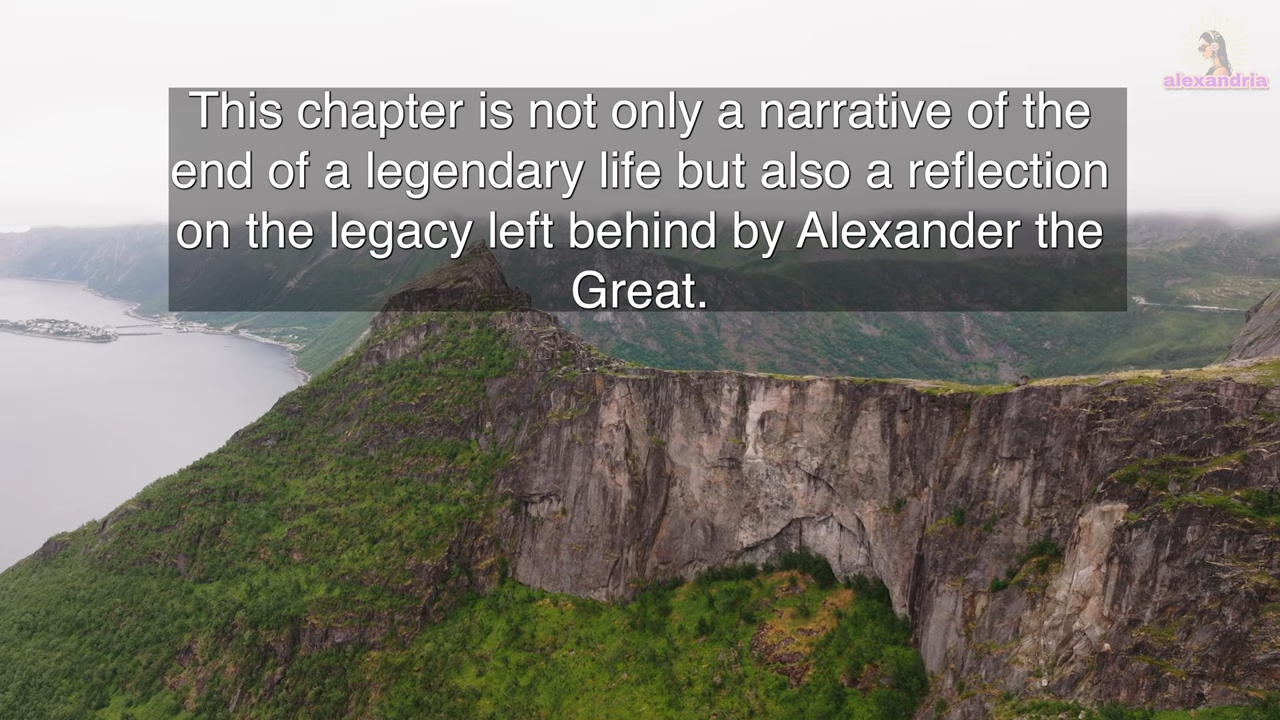 alexandria
This chapter is not only a narrative of the
end of a legendary life but also a reflection
on the legacy left behind by Alexander the
Great.